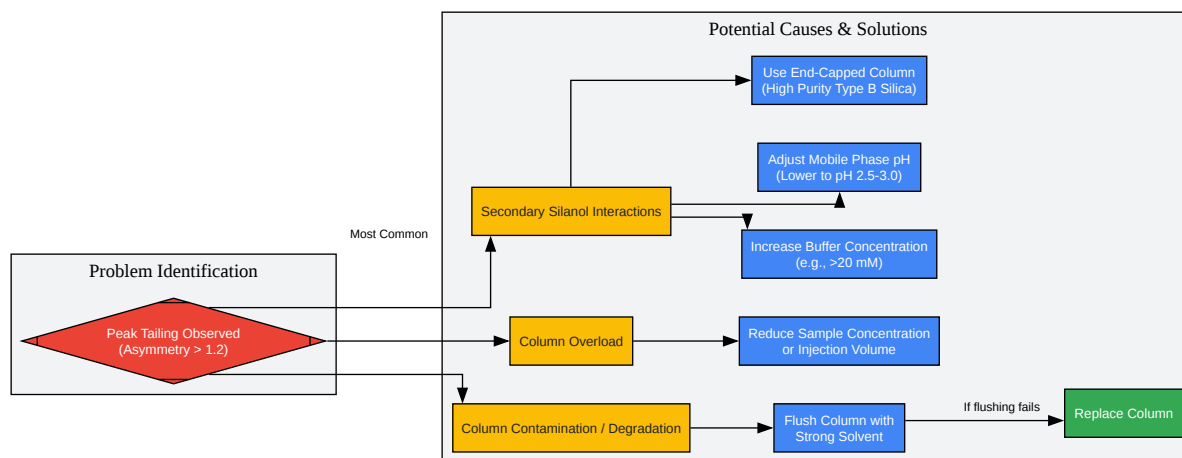 Potential Causes & Solutions
Use End-Capped Column
(High Purity Type B Silica)
Adjust Mobile Phase pH
(Lower to pH 2.5-3.0)
Secondary Silanol Interactions
Most Common
Increase Buffer Concentration
(e.g., >20 mM)
Problem Identification
Peak Tailing Observed
(Asymmetry > 1.2)
Column Overload
Reduce Sample Concentration
or Injection Volume
Column Contamination / Degradation
Flush Column with
Strong Solvent
If flushing fails
Replace Column